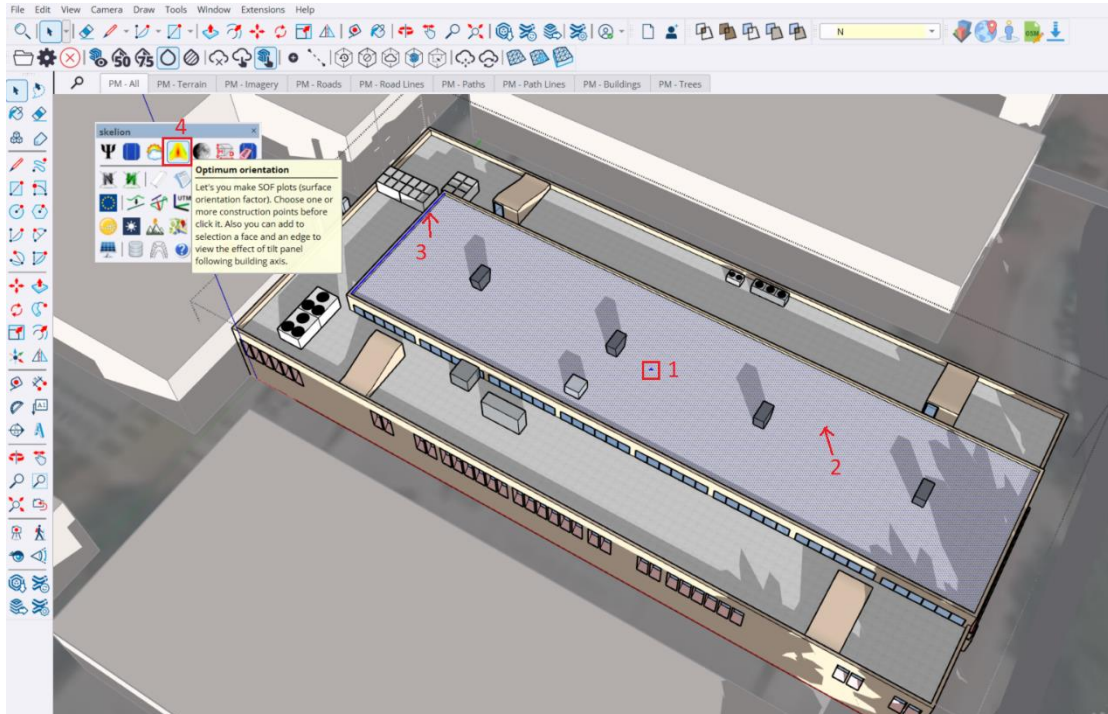 File Edit View Camera Draw Tools Window Extensions Help
N
50 75
PM - All PM - Terrain PM - Imagery PM - Roads PM - Road Lines PM - Paths PM - Path Lines PM - Buildings PM - Trees
skelion
4
Optimum orientation
Let's you make SOF plots (surface
orientation factor). Choose one or
more construction points before
click it. Also you can add to
selection a face and an edge to
view the effect of tilt panel
following building axis.
UTM
3
1
2